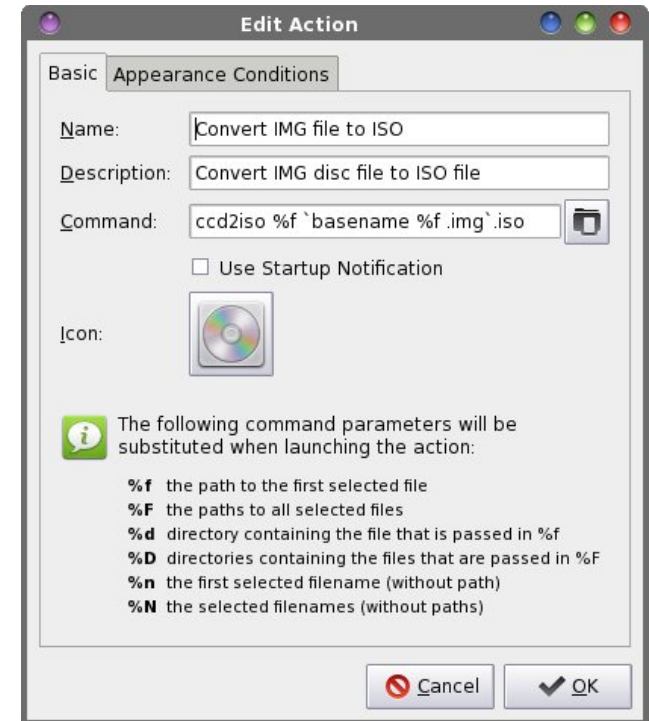 Edit Action
Basic Appearance Conditions
Name: Convert IMG file to ISO
Description: Convert IMG disc file to ISO file
Command: ccd2iso %f `basename %f .img`.iso
Use Startup Notification
Icon:
The following command parameters will be
substituted when launching the action:
%f the path to the first selected file
%F the paths to all selected files
%d directory containing the file that is passed in %f
%D directories containing the files that are passed in %F
%n the first selected filename (without path)
%N the selected filenames (without paths)
Cancel OK